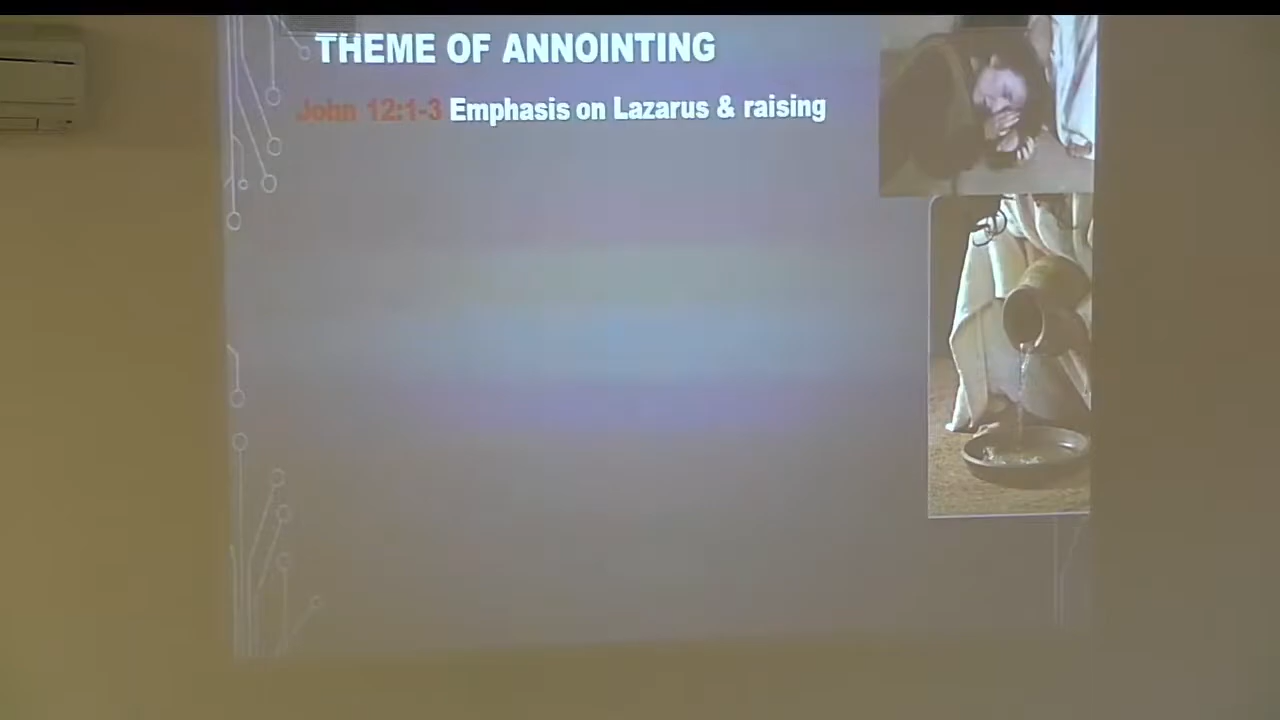 THEME OF ANNOINTING
John 12:1-3 Emphasis on Lazarus & raising